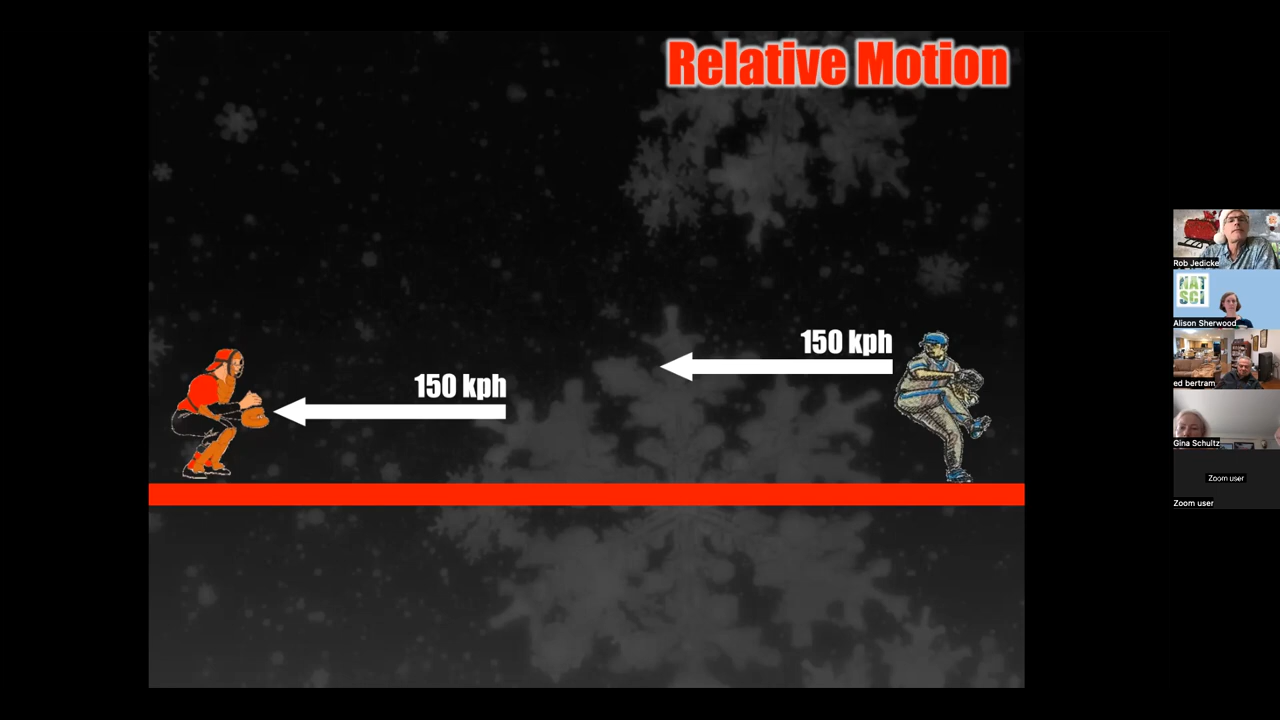 Relative Motion
150 kph
150 kph
Rob Jedicke
NAT
SCI
Alison Sherwood
ed bertram
Gina Schultz
Zoom user
Zoom user